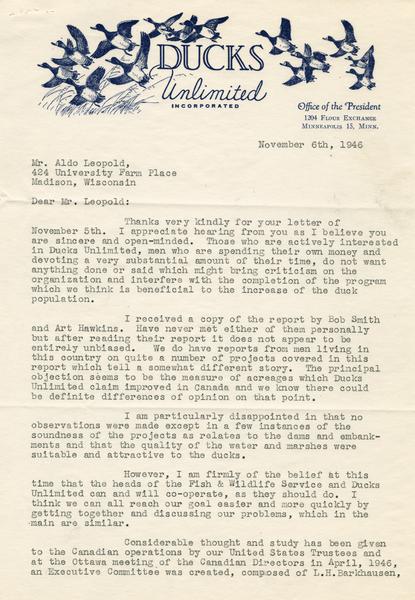 DUCKS
Unlimited
INCORPORATED
Office of the President
1204 FLOUR EXCHANGE
MINNEAPOLIS 15, MINN.
November 6th, 1946
Mr. Aldo Leopold,
424 University Farm Place
Madison, Wisconsin
Dear Mr. Leopold:
Thanks very kindly for your letter of
November 5th. I appreciate hearing from you as I believe you
are sincere and open-minded. Those who are actively interested
in Ducks Unlimited, men who are spending their own money and
devoting a very substantial amount of their time, do not want
anything done or said which might bring criticism on the
organization and interfere with the completion of the program
which we think is beneficial to the increase of the duck
population.
I received a copy of the report by Bob Smith
and Art Hawkins. Have never met either of them personally
but after reading their report it does not appear to be
entirely unbiased. We do have reports from men living in
this country on quite a number of projects covered in this
report which tell a somewhat different story. The principal
objection seems to be the measure of acreages which Ducks
Unlimited claim improved in Canada and we know there could
be definite differences of opinion on that point.
I am particularly disappointed in that no
observations were made except in a few instances of the
soundness of the projects as relates to the dams and embank-
ments and that the quality of the water and marshes were
suitable and attractive to the ducks.
However, I am firmly of the belief at this
time that the heads of the Fish & Wildlife Service and Ducks
Unlimited can and will co-operate, as they should do. I
think we can all reach our goal easier and more quickly by
getting together and discussing our problems, which in the
main are similar.
Considerable thought and study has been given
to the Canadian operations by our United States Trustees and
at the Ottawa meeting of the Canadian Directors in April, 1946,
an Executive Committee was created, composed of L.H.Barkhausen,